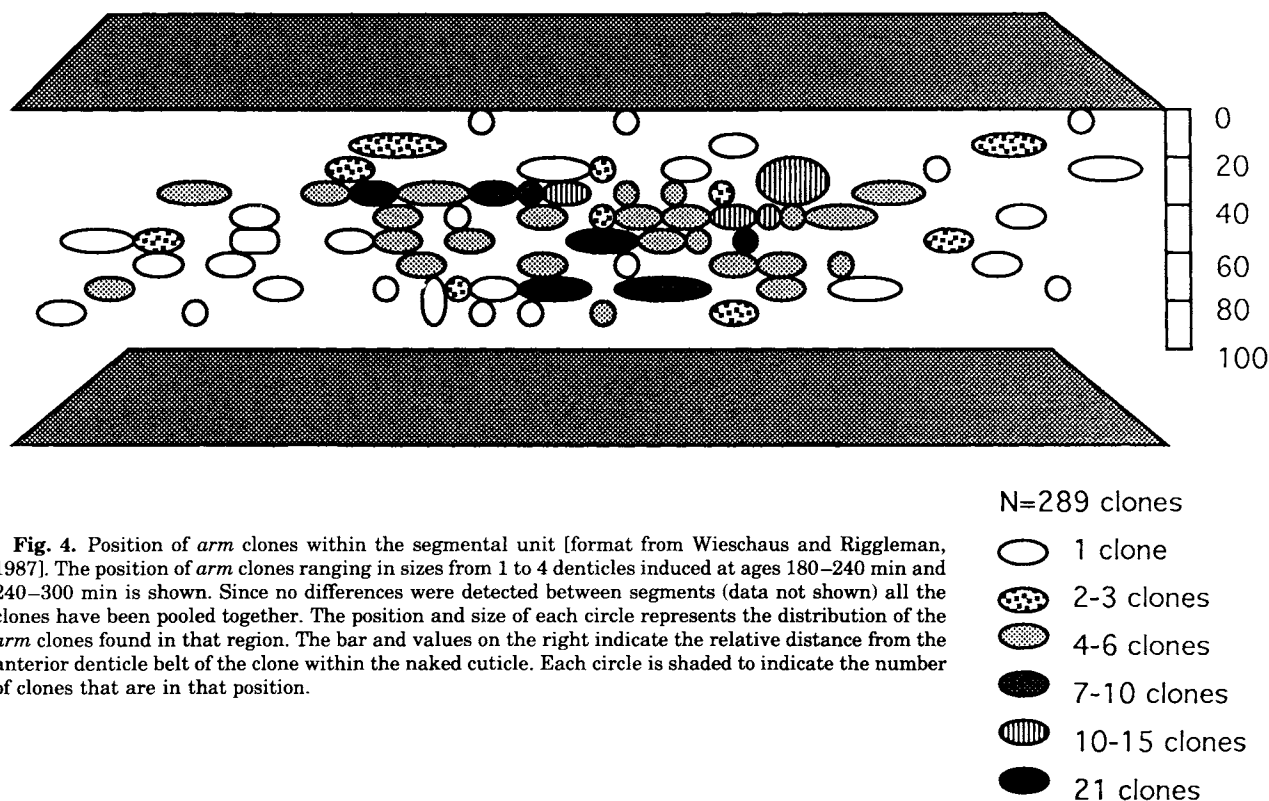 0
20
40
60
80
100
N=289 clones
1 clone
2-3 clones
4-6 clones
7-10 clones
10-15 clones
21 clones
Fig. 4. Position of arm clones within the segmental unit [format from Wieschaus and Riggleman,
1987]. The position of arm clones ranging in sizes from 1 to 4 denticles induced at ages 180–240 min and
240–300 min is shown. Since no differences were detected between segments (data not shown) all the
clones have been pooled together. The position and size of each circle represents the distribution of the
arm clones found in that region. The bar and values on the right indicate the relative distance from the
anterior denticle belt of the clone within the naked cuticle. Each circle is shaded to indicate the number
of clones that are in that position.